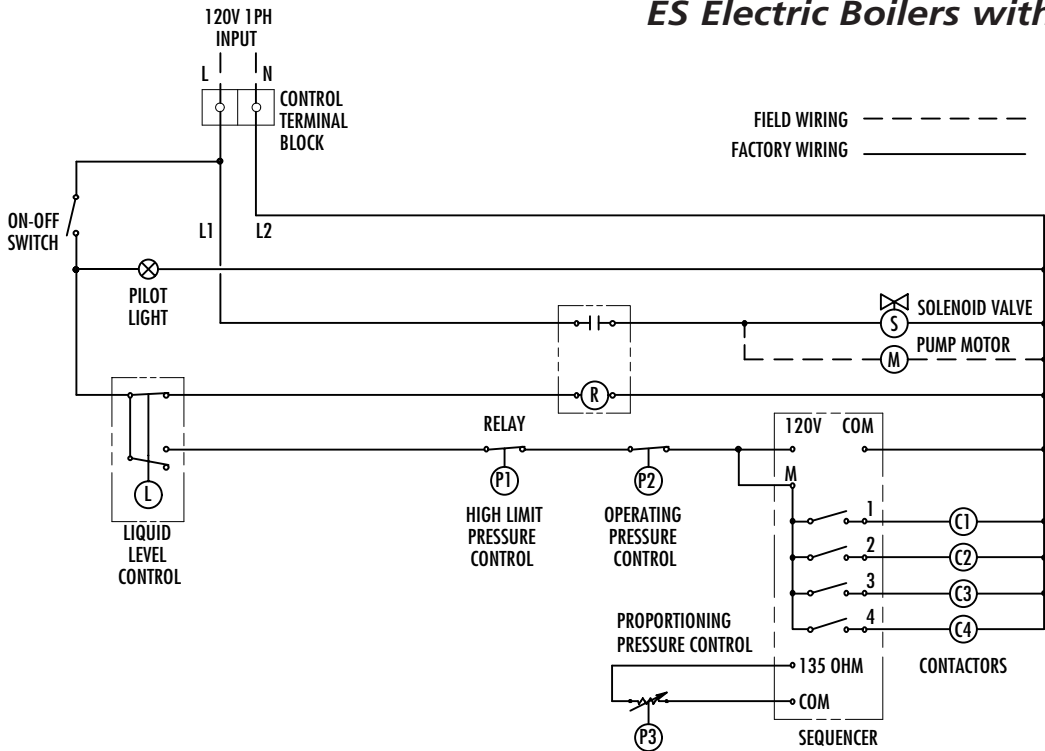 ES Electric Boilers with
120V 1PH
INPUT
L N
CONTROL
TERMINAL
BLOCK
FIELD WIRING
FACTORY WIRING
ON-OFF
SWITCH
L1 L2
PILOT
LIGHT
S SOLENOID VALVE
M PUMP MOTOR
R
RELAY
L
LIQUID
LEVEL
CONTROL
P1
HIGH LIMIT
PRESSURE
CONTROL
P2
OPERATING
PRESSURE
CONTROL
120V COM
M
1 C1
2 C2
3 C3
4 C4
CONTACTORS
PROPORTIONING
PRESSURE CONTROL
135 OHM
COM
P3
SEQUENCER